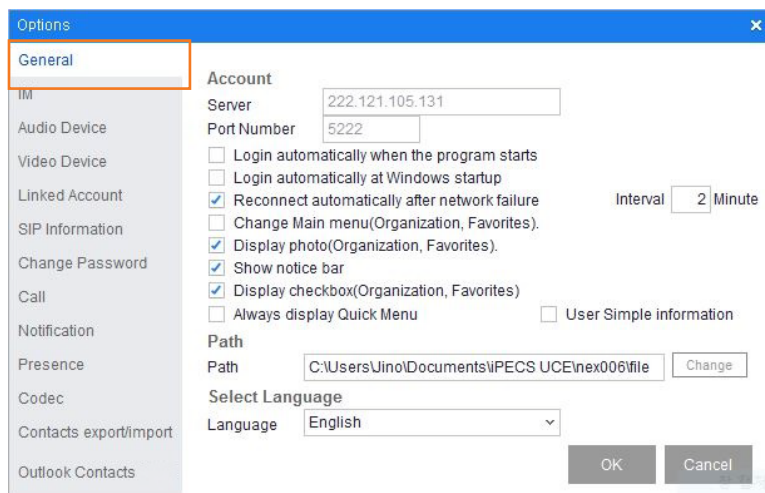 Options
General
IM
Audio Device
Video Device
Linked Account
SIP Information
Change Password
Call
Notification
Presence
Codec
Contacts export/import
Outlook Contacts
Account
Server 222.121.105.131
Port Number 5222
Login automatically when the program starts
Login automatically at Windows startup
Reconnect automatically after network failure Interval 2 Minute
Change Main menu(Organization, Favorites).
Display photo(Organization, Favorites).
Show notice bar
Display checkbox(Organization, Favorites)
Always display Quick Menu User Simple information
Path
Path C:\Users\Jino\Documents\iPECS UCE\nex006\file Change
Select Language
Language English
OK Cancel